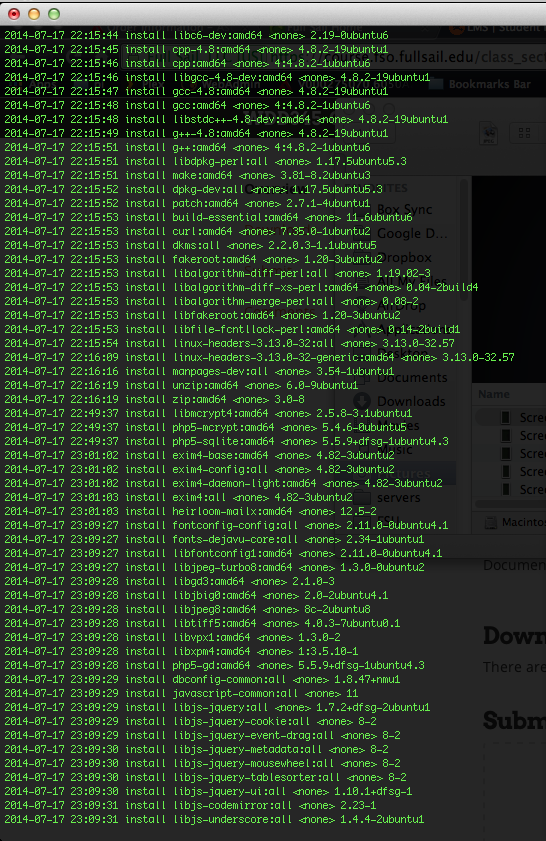 LMS | Student
2014-07-17 22:15:44 install libc6-dev:amd64 <none> 2.19-0ubuntu6
2014-07-17 22:15:45 install cpp-4.8:amd64 <none> 4.8.2-19ubuntu1
2014-07-17 22:15:45 install cpp:amd64 <none> 4:4.8.2-1ubuntu6
.iso.fullsail.edu/class_sect
2014-07-17 22:15:46 install libgcc-4.8-dev:amd64 <none> 4.8.2-19ubuntu1
Bookmarks Bar
2014-07-17 22:15:47 install gcc-4.8:amd64 <none> 4.8.2-19ubuntu1
2014-07-17 22:15:48 install gcc:amd64 <none> 4:4.8.2-1ubuntu6
2014-07-17 22:15:48 install libstdc++-4.8-dev:amd64 <none> 4.8.2-19ubuntu1
2014-07-17 22:15:49 install g++-4.8:amd64 <none> 4.8.2-19ubuntu1
2014-07-17 22:15:51 install g++:amd64 <none> 4:4.8.2-1ubuntu6
2014-07-17 22:15:51 install libdpkg-perl:all <none> 1.17.5ubuntu5.3
2014-07-17 22:15:51 install make:amd64 <none> 3.81-8.2ubuntu3
2014-07-17 22:15:52 install dpkg-dev:all <none> 1.17.5ubuntu5.3
2014-07-17 22:15:52 install patch:amd64 <none> 2.7.1-4ubuntu1
Box Sync
2014-07-17 22:15:53 install build-essential:amd64 <none> 11.6ubuntu6
2014-07-17 22:15:53 install curl:amd64 <none> 7.35.0-1ubuntu2
Google D...
2014-07-17 22:15:53 install dkms:all <none> 2.2.0.3-1.1ubuntu5
2014-07-17 22:15:53 install fakeroot:amd64 <none> 1.20-3ubuntu2
Dropbox
2014-07-17 22:15:53 install libalgorithm-diff-perl:all <none> 1.19.02-3
2014-07-17 22:15:53 install libalgorithm-diff-xs-perl:amd64 <none> 0.04-2build4
All My Files
2014-07-17 22:15:53 install libalgorithm-merge-perl:all <none> 0.08-2
AirDrop
2014-07-17 22:15:53 install libfakeroot:amd64 <none> 1.20-3ubuntu2
2014-07-17 22:15:53 install libfile-fcntllock-perl:amd64 <none> 0.14-2build1
2014-07-17 22:15:54 install linux-headers-3.13.0-32:all <none> 3.13.0-32.57
2014-07-17 22:16:09 install linux-headers-3.13.0-32-generic:amd64 <none> 3.13.0-32.57
Desktop
2014-07-17 22:16:16 install manpages-dev:all <none> 3.54-1ubuntu1
Documents
2014-07-17 22:16:19 install unzip:amd64 <none> 6.0-9ubuntu1
Name
2014-07-17 22:16:19 install zip:amd64 <none> 3.0-8
Downloads
2014-07-17 22:49:37 install libmcrypt4:amd64 <none> 2.5.8-3.1ubuntu1
Scree
2014-07-17 22:49:37 install php5-mcrypt:amd64 <none> 5.4.6-0ubuntu5
Movies
Scree
2014-07-17 22:49:37 install php5-sqlite:amd64 <none> 5.5.9+dfsg-1ubuntu4.3
Music
2014-07-17 23:01:02 install exim4-base:amd64 <none> 4.82-3ubuntu2
Scree
2014-07-17 23:01:02 install exim4-config:all <none> 4.82-3ubuntu2
Pictures
Scree
2014-07-17 23:01:02 install exim4-daemon-light:amd64 <none> 4.82-3ubuntu2
Scree
2014-07-17 23:01:03 install exim4:all <none> 4.82-3ubuntu2
servers
2014-07-17 23:01:03 install heirloom-mailx:amd64 <none> 12.5-2
2014-07-17 23:09:27 install fontconfig-config:all <none> 2.11.0-0ubuntu4.1
Macintos
2014-07-17 23:09:27 install fonts-dejavu-core:all <none> 2.34-1ubuntu1
2014-07-17 23:09:27 install libfontconfig1:amd64 <none> 2.11.0-0ubuntu4.1
2014-07-17 23:09:28 install libjpeg-turbo8:amd64 <none> 1.3.0-0ubuntu2
Documen
2014-07-17 23:09:28 install libgd3:amd64 <none> 2.1.0-3
2014-07-17 23:09:28 install libjbig0:amd64 <none> 2.0-2ubuntu4.1
2014-07-17 23:09:28 install libjpeg8:amd64 <none> 8c-2ubuntu8
2014-07-17 23:09:28 install libtiff5:amd64 <none> 4.0.3-7ubuntu0.1
2014-07-17 23:09:28 install libvpx1:amd64 <none> 1.3.0-2
Down
2014-07-17 23:09:28 install libxpm4:amd64 <none> 1:3.5.10-1
2014-07-17 23:09:28 install php5-gd:amd64 <none> 5.5.9+dfsg-1ubuntu4.3
There are
2014-07-17 23:09:29 install dbconfig-common:all <none> 1.8.47+nmu1
2014-07-17 23:09:29 install javascript-common:all <none> 11
2014-07-17 23:09:29 install libjs-jquery:all <none> 1.7.2+dfsg-2ubuntu1
2014-07-17 23:09:29 install libjs-jquery-cookie:all <none> 8-2
Subm
2014-07-17 23:09:29 install libjs-jquery-event-drag:all <none> 8-2
2014-07-17 23:09:30 install libjs-jquery-metadata:all <none> 8-2
2014-07-17 23:09:30 install libjs-jquery-mousewheel:all <none> 8-2
2014-07-17 23:09:30 install libjs-jquery-tablesorter:all <none> 8-2
2014-07-17 23:09:30 install libjs-jquery-ui:all <none> 1.10.1+dfsg-1
2014-07-17 23:09:31 install libjs-codemirror:all <none> 2.23-1
2014-07-17 23:09:31 install libjs-underscore:all <none> 1.4.4-2ubuntu1